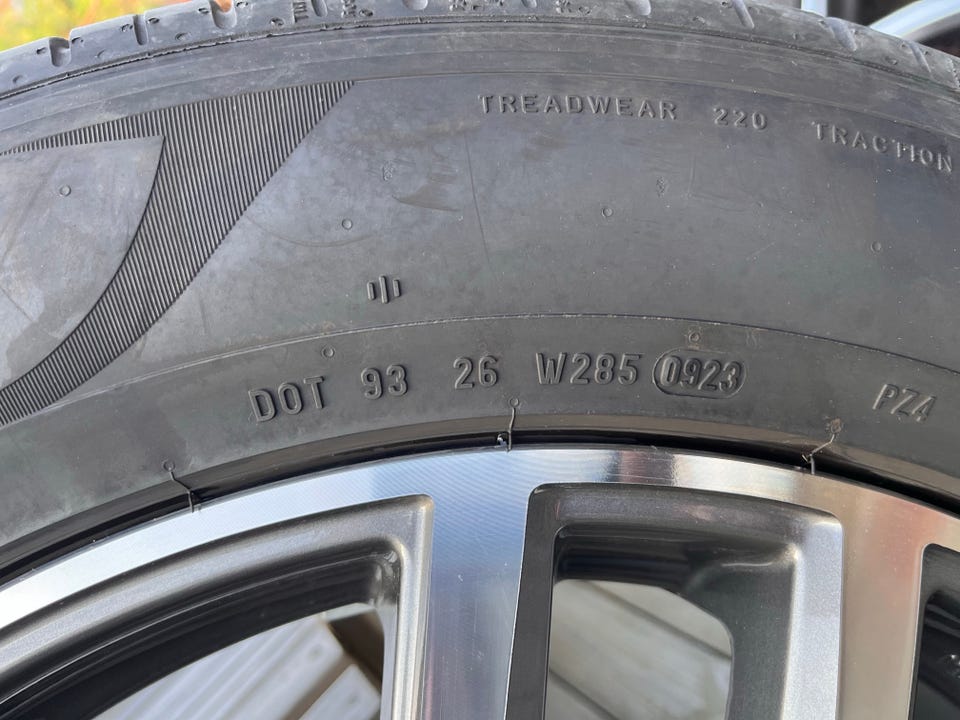 TREADWEAR 220 TRACTION
DOT 93 26 W285 0923 PZ4